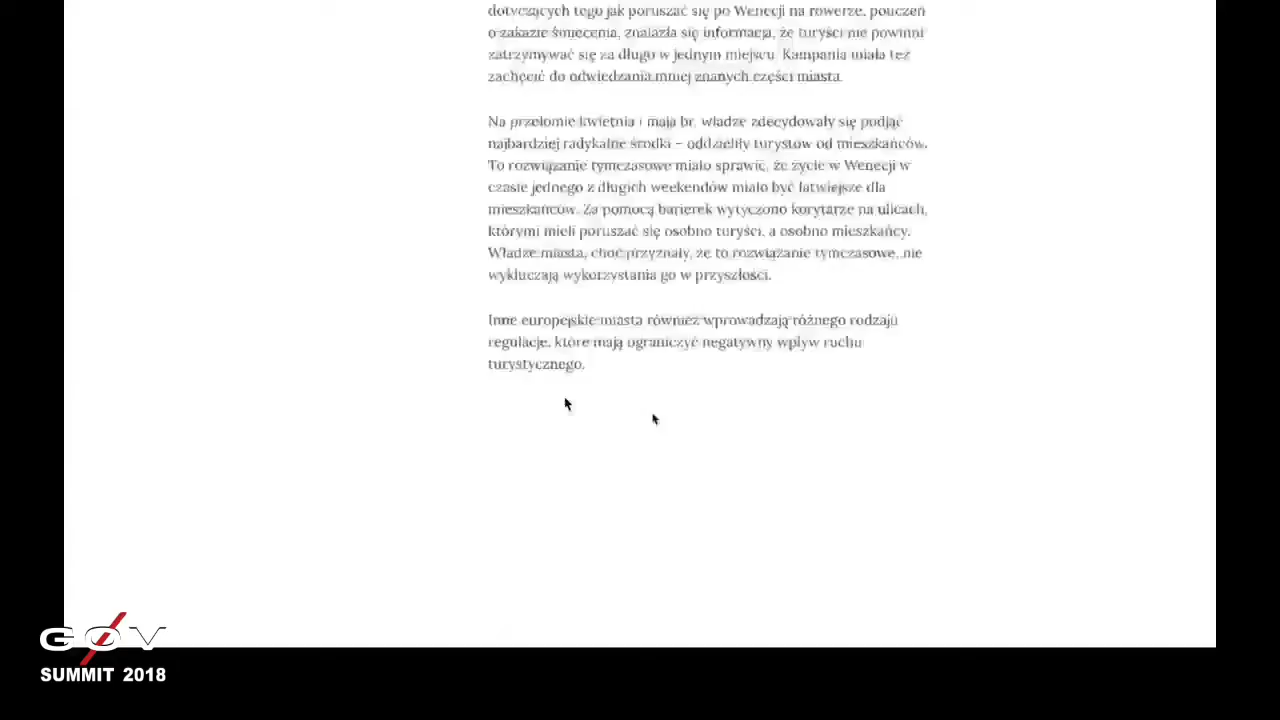 dotyczących tego jak poruszać się po Wenecji na rowerze, pouczeń
o zakazie śmiecenia, znalazła się informacja, że turyści nie powinni
zatrzymywać się za długo w jednym miejscu. Kampania miała też
zachęcić do odwiedzania mniej znanych części miasta.
Na przełomie kwietnia i maja br. władze zdecydowały się podjąć
najbardziej radykalne środki – oddzieliły turystów od mieszkańców.
To rozwiązanie tymczasowe miało sprawić, że życie w Wenecji w
czasie jednego z długich weekendów miało być łatwiejsze dla
mieszkańców. Za pomocą barierek wytyczono korytarze na ulicach,
którymi mieli poruszać się osobno turyści, a osobno mieszkańcy.
Władze miasta, choć przyznały, że to rozwiązanie tymczasowe, nie
wykluczają wykorzystania go w przyszłości.
Inne europejskie miasta również wprowadzają różnego rodzaju
regulacje, które mają ograniczyć negatywny wpływ ruchu
turystycznego.
GOV
SUMMIT 2018